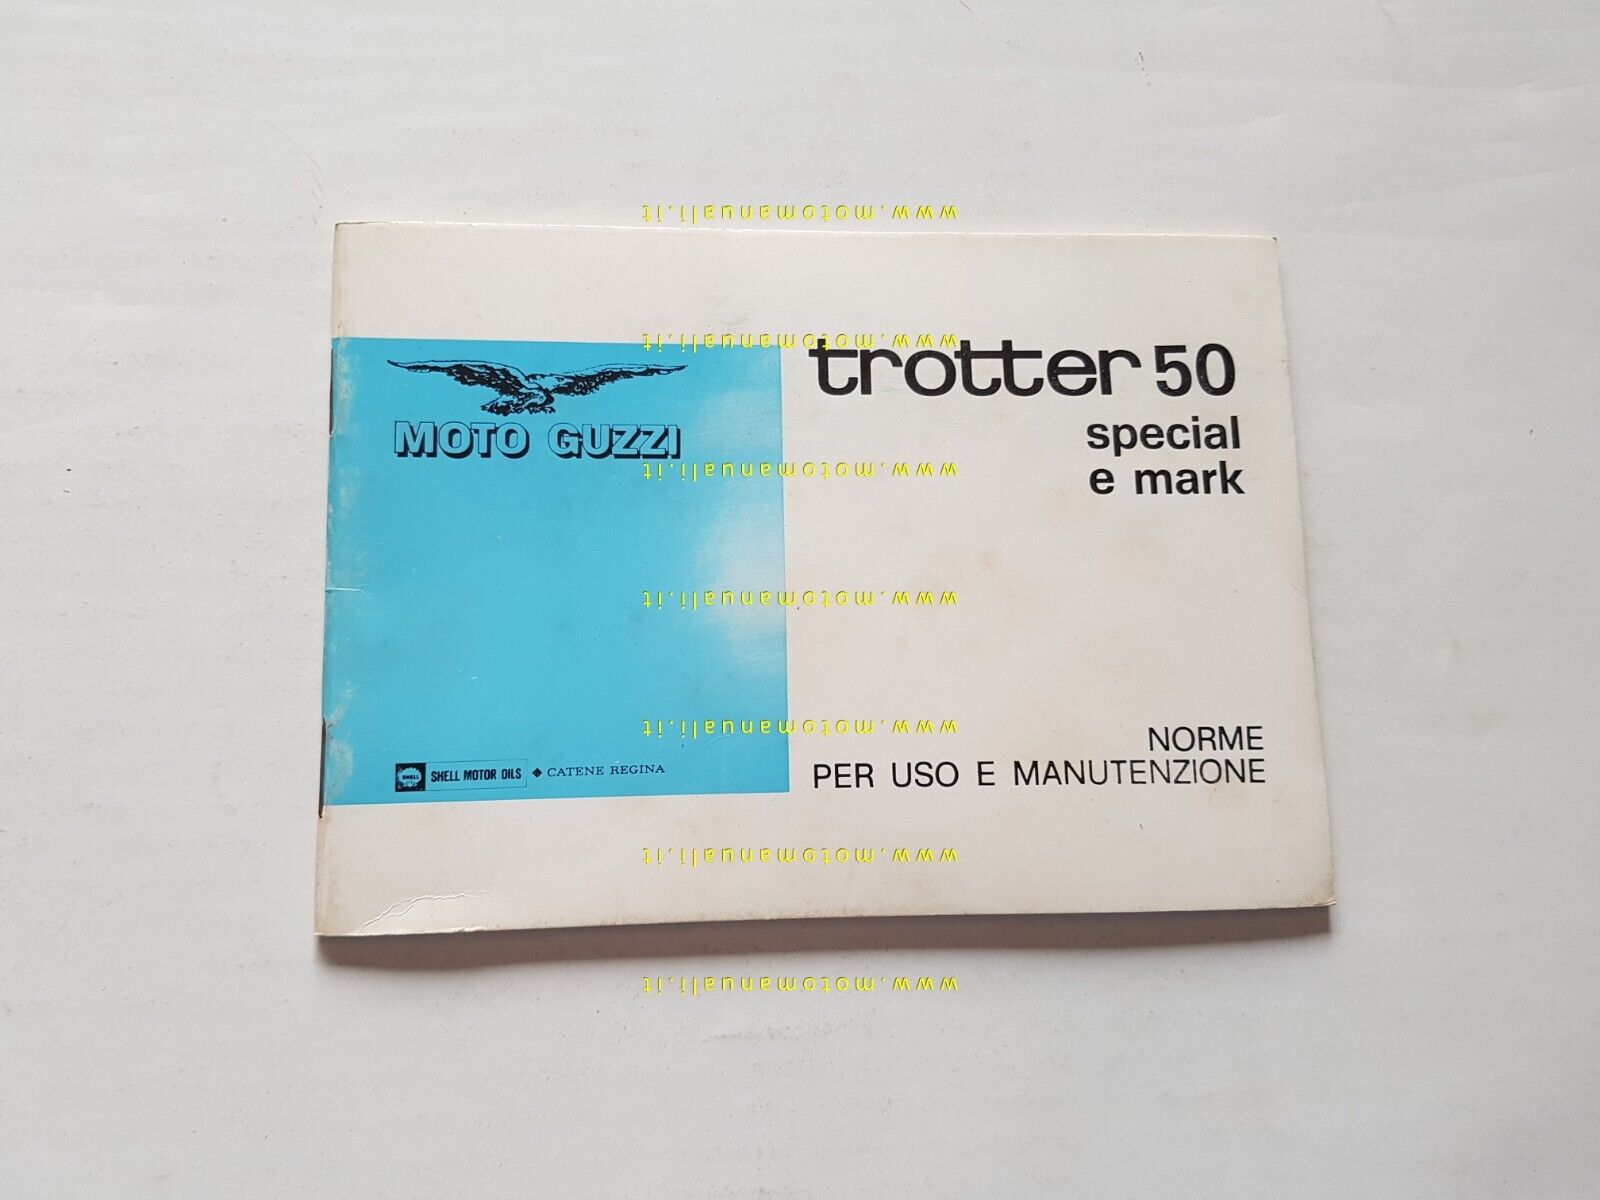 www.motomanuali.it
www.motomanuali.it
trotter 50
MOTO GUZZI
special
e mark
www.motomanuali.it
www.motomanuali.it
www.motomanuali.it
NORME
PER USO E MANUTENZIONE
SHELL
SHELL MOTOR OILS ◆ CATENE REGINA
www.motomanuali.it
www.motomanuali.it